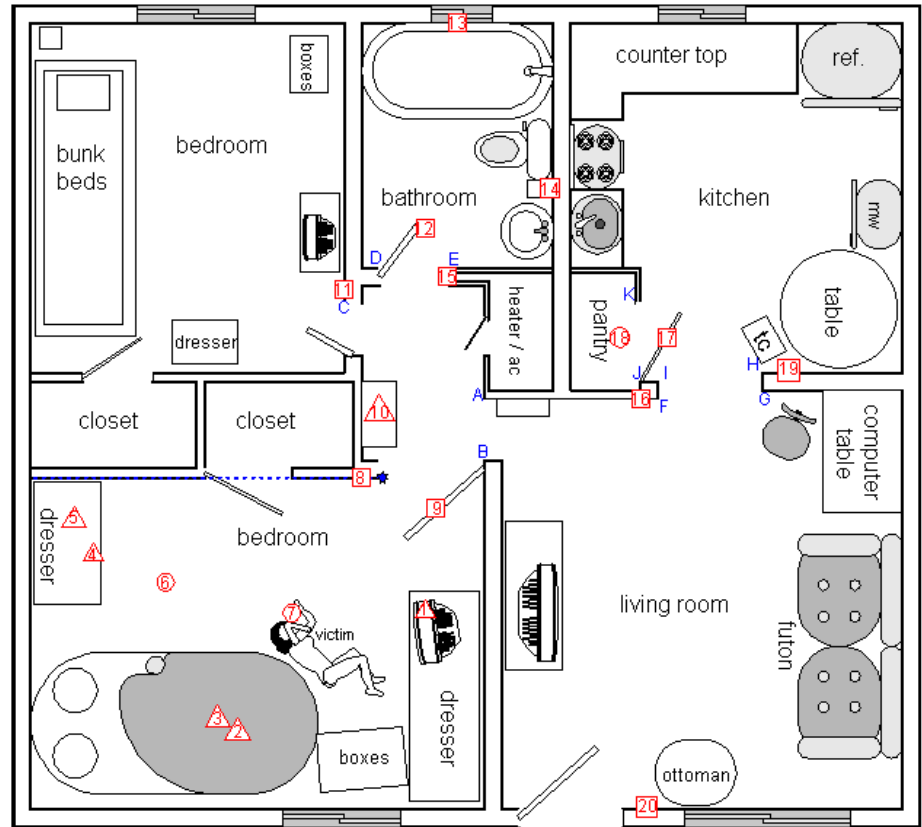 13
counter top
ref.
boxes
bedroom
bunk
beds
14
bathroom
kitchen
mw
12
D
E
15
11
C
K
heater / ac
pantry
18
17
table
tc
dresser
H
19
J
I
A
16
F
G
closet
closet
10
computer
table
B
8
9
dresser
5
4
bedroom
6
7
victim
1
living room
futon
dresser
3
2
boxes
ottoman
20